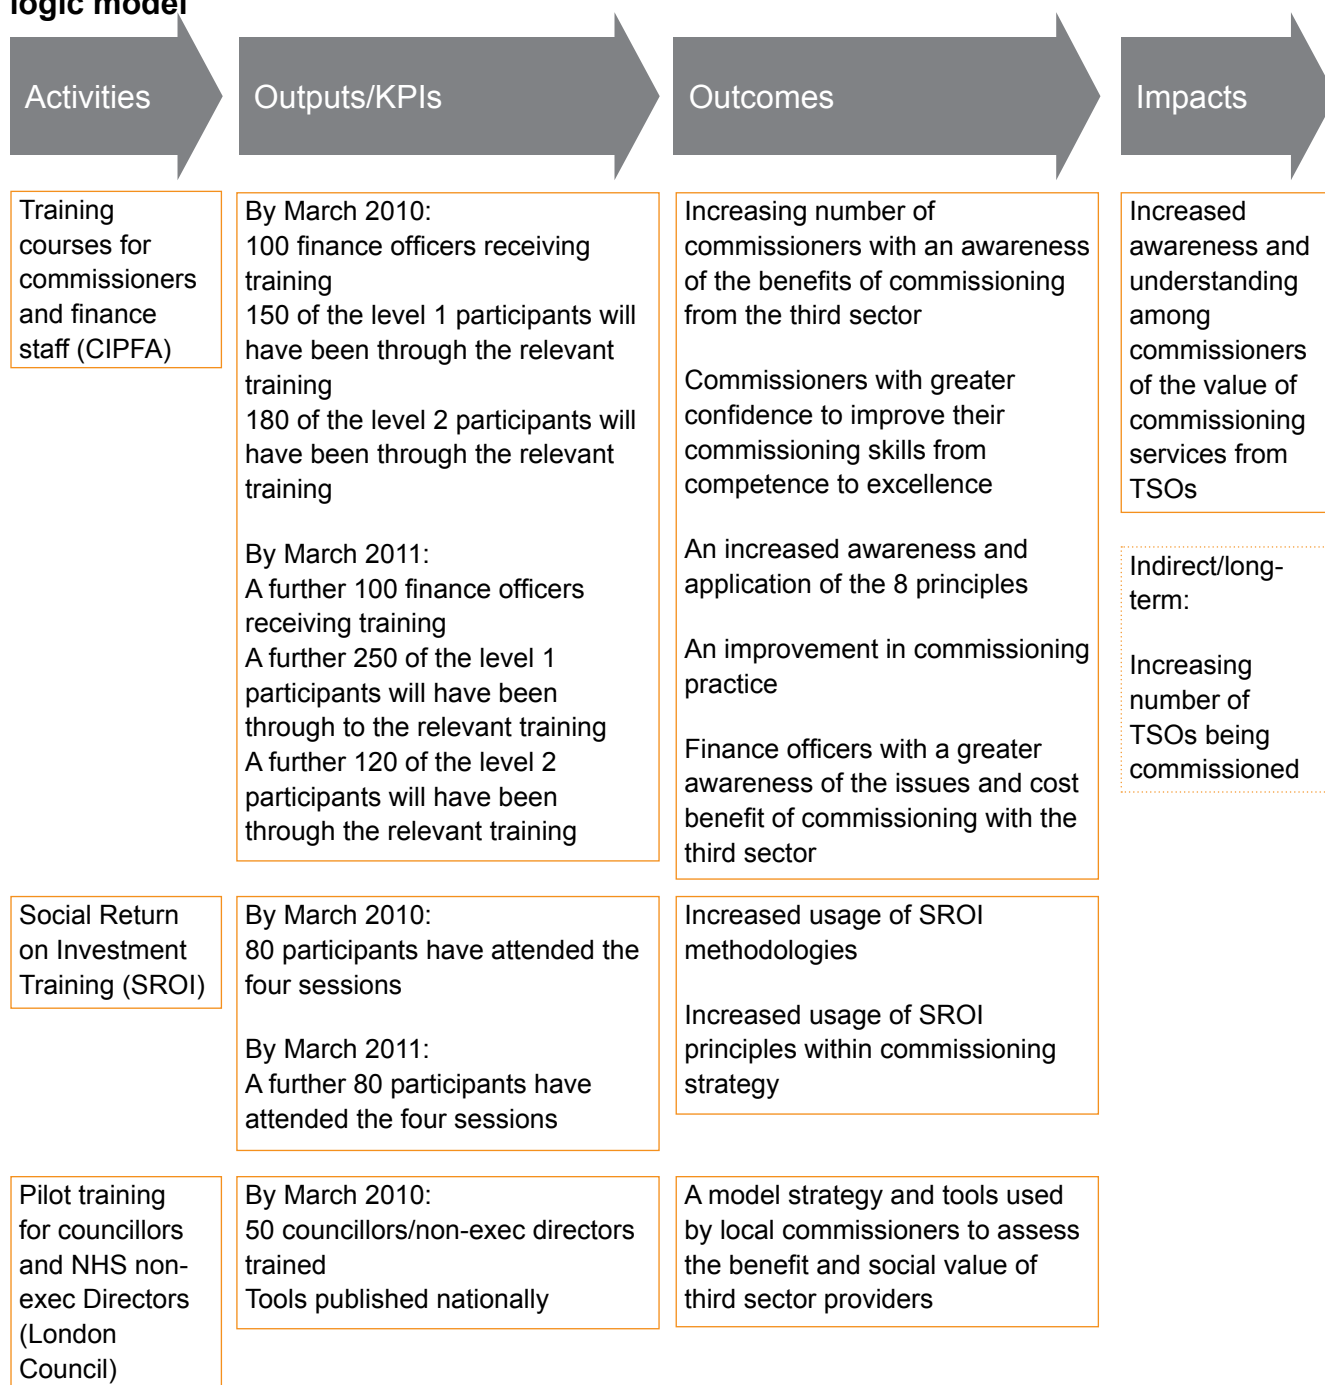 logic model
Activities
Outputs/KPIs
Outcomes
Impacts
Training
courses for
commissioners
and finance
staff (CIPFA)
By March 2010:
100 finance officers receiving
training
150 of the level 1 participants will
have been through the relevant
training
180 of the level 2 participants will
have been through the relevant
training
By March 2011:
A further 100 finance officers
receiving training
A further 250 of the level 1
participants will have been
through to the relevant training
A further 120 of the level 2
participants will have been
through the relevant training
Increasing number of
commissioners with an awareness
of the benefits of commissioning
from the third sector
Commissioners with greater
confidence to improve their
commissioning skills from
competence to excellence
An increased awareness and
application of the 8 principles
An improvement in commissioning
practice
Finance officers with a greater
awareness of the issues and cost
benefit of commissioning with the
third sector
Increased
awareness and
understanding
among
commissioners
of the value of
commissioning
services from
TSOs
Indirect/long-
term:
Increasing
number of
TSOs being
commissioned
Social Return
on Investment
Training (SROI)
By March 2010:
80 participants have attended the
four sessions
By March 2011:
A further 80 participants have
attended the four sessions
Increased usage of SROI
methodologies
Increased usage of SROI
principles within commissioning
strategy
Pilot training
for councillors
and NHS non-
exec Directors
(London
Council)
By March 2010:
50 councillors/non-exec directors
trained
Tools published nationally
A model strategy and tools used
by local commissioners to assess
the benefit and social value of
third sector providers